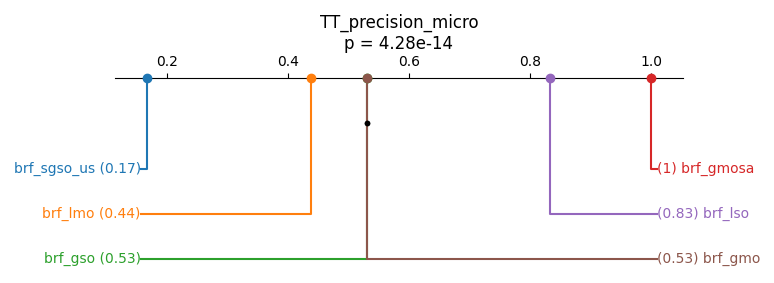 TT_precision_micro
p = 4.28e-14
0.2 0.4 0.6 0.8 1.0
brf_sgso_us (0.17) (1) brf_gmosa
brf_lmo (0.44) (0.83) brf_lso
brf_gso (0.53) (0.53) brf_gmo